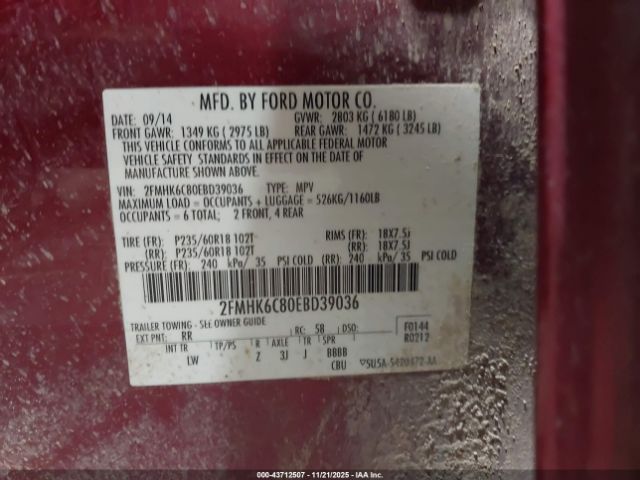 MFD. BY FORD MOTOR CO.
DATE: 09/14 GVWR: 2803 KG ( 6180 LB)
FRONT GAWR: 1349 KG ( 2975 LB) REAR GAWR: 1472 KG ( 3245 LB)
THIS VEHICLE CONFORMS TO ALL APPLICABLE FEDERAL MOTOR
VEHICLE SAFETY STANDARDS IN EFFECT ON THE DATE OF
MANUFACTURE SHOWN ABOVE.
VIN: 2FMHK6C80EBD39036 TYPE: MPV
MAXIMUM LOAD = OCCUPANTS + LUGGAGE = 526KG/1160LB
OCCUPANTS = 6 TOTAL; 2 FRONT, 4 REAR
TIRE (FR): P235/60R18 102T RIMS (FR): 18X7.5J
(RR): P235/60R18 102T (RR): 18X7.5J
PRESSURE (FR): 240 kPa/ 35 PSI COLD (RR): 240 kPa/ 35 PSI COLD
2FMHK6C80EBD39036
TRAILER TOWING - SEE OWNER GUIDE
EXT PNT: RR RC: 58 DSO: F0144
INT TR TP/PS R AXLE TR SPR R0212
LW Z 3J J BBBB
CBU
000-43712507 - 11/21/2025 - IAA Inc.